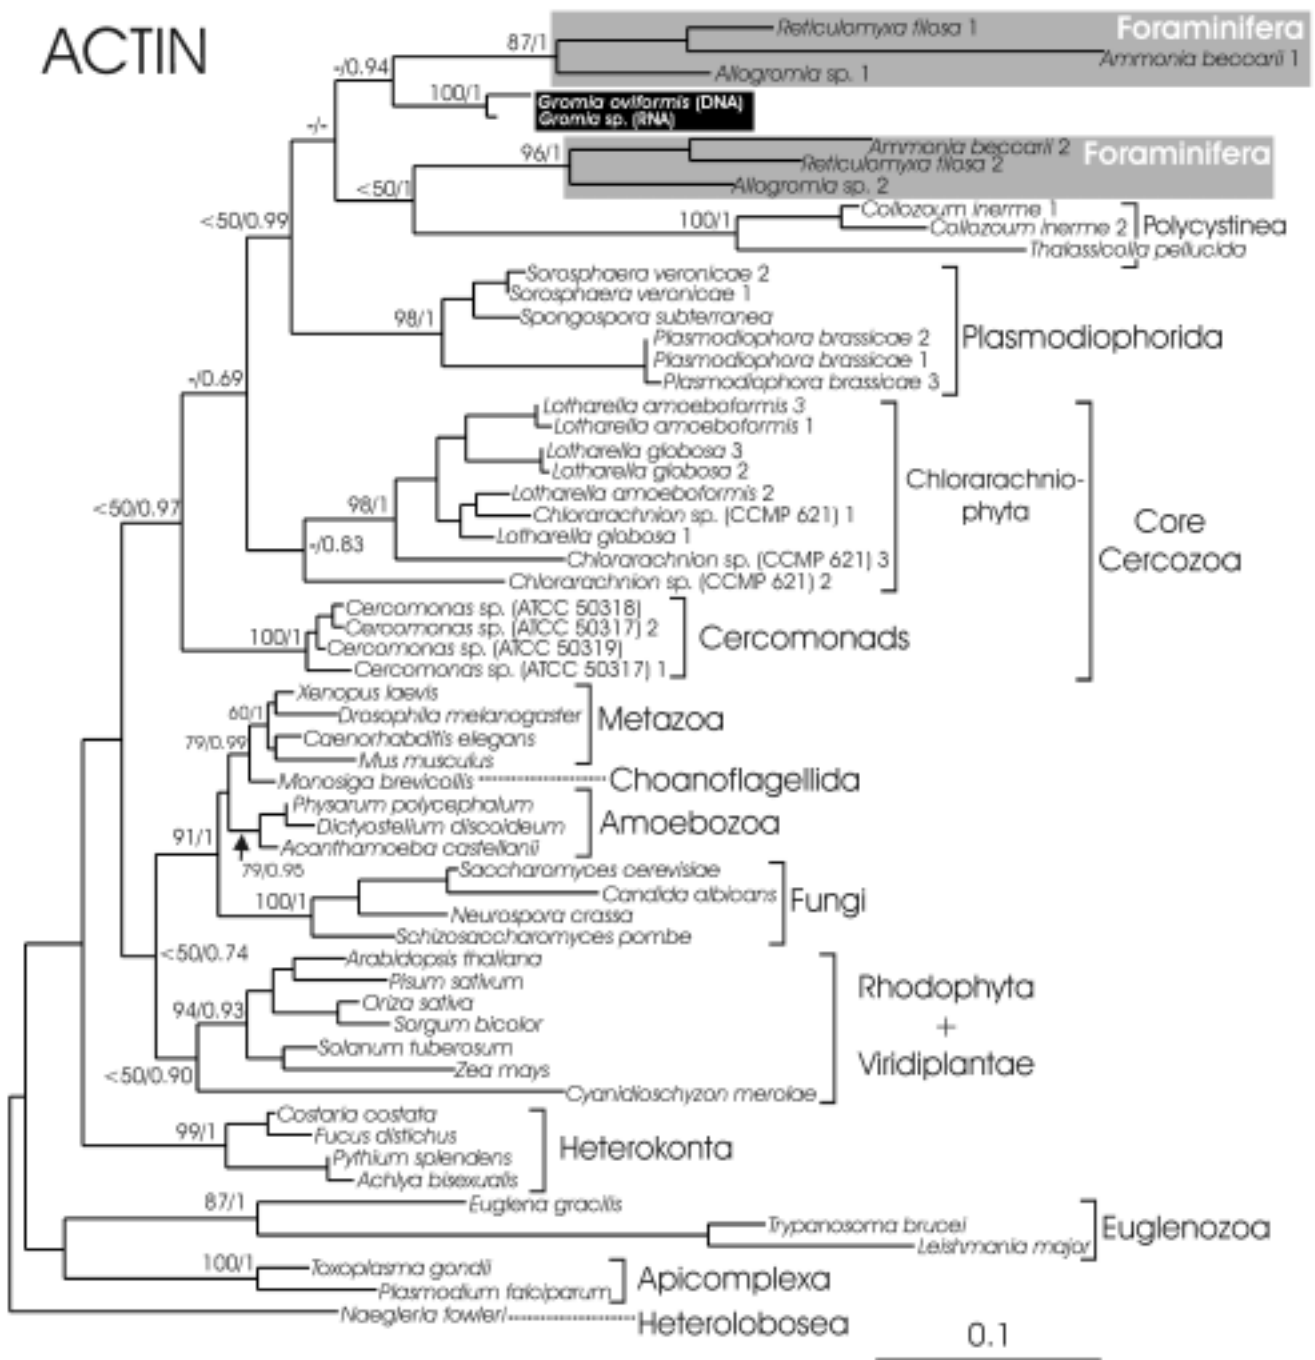 ACTIN
Reticulomyxa filosa 1
Foraminifera
87/1
Ammonia beccarii 1
-/0.94
Allogromia sp. 1
100/1
Gromia oviformis (DNA)
Gromia sp. (RNA)
-/-
96/1
Ammonia beccarii 2
Foraminifera
Reticulomyxa filosa 2
<50/1
Allogromia sp. 2
<50/0.99
100/1
Collozoum inerme 1
Collozoum inerme 2
Polycystinea
Thalassicolla pellucida
Sorosphaera veronicae 2
Sorosphaera veronicae 1
98/1
Spongospora subterranea
Plasmodiophora brassicae 2
Plasmodiophorida
Plasmodiophora brassicae 1
Plasmodiophora brassicae 3
-/0.69
Lotharella amoeboformis 3
Lotharella amoeboformis 1
Lotharella globosa 3
Lotharella globosa 2
Chlorarachnio-
phyta
Lotharella amoeboformis 2
98/1
Chlorarachnion sp. (CCMP 621) 1
<50/0.97
Core
Cercozoa
Lotharella globosa 1
-/0.83
Chlorarachnion sp. (CCMP 621) 3
Chlorarachnion sp. (CCMP 621) 2
Cercomonas sp. (ATCC 50318)
Cercomonas sp. (ATCC 50317) 2
100/1
Cercomonads
Cercomonas sp. (ATCC 50319)
Cercomonas sp. (ATCC 50317) 1
Xenopus laevis
60/1
Drosophila melanogaster
Metazoa
79/0.99
Caenorhabditis elegans
Mus musculus
Monosiga brevicollis
Choanoflagellida
Physarum polycephalum
Dictyostelium discoideum
Amoebozoa
91/1
Acanthamoeba castellanii
79/0.95
Saccharomyces cerevisiae
Candida albicans
Fungi
100/1
Neurospora crassa
Schizosaccharomyces pombe
<50/0.74
Arabidopsis thaliana
Pisum sativum
Rhodophyta
+
Viridiplantae
Oriza sativa
94/0.93
Sorgum bicolor
Solanum tuberosum
Zea mays
<50/0.90
Cyanidioschyzon merolae
Costaria costata
99/1
Fucus distichus
Heterokonta
Pythium splendens
Achlya bisexualis
87/1
Euglena gracilis
Trypanosoma brucei
Euglenozoa
Leishmania major
100/1
Toxoplasma gondii
Apicomplexa
Plasmodium falciparum
Naegleria fowleri
Heterolobosea
0.1